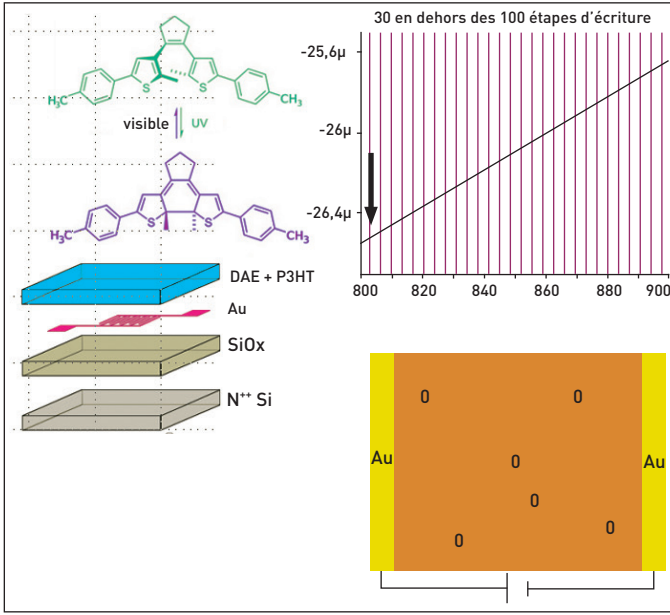 H₃C
S
S
CH₃
visible
UV
H₃C
S
S
CH₃
DAE + P3HT
Au
SiOx
N⁺⁺ Si
30 en dehors des 100 étapes d'écriture
-25,6μ
-26μ
-26,4μ
800 820 840 860 880 900
0 0
Au 0 Au
0
0
0